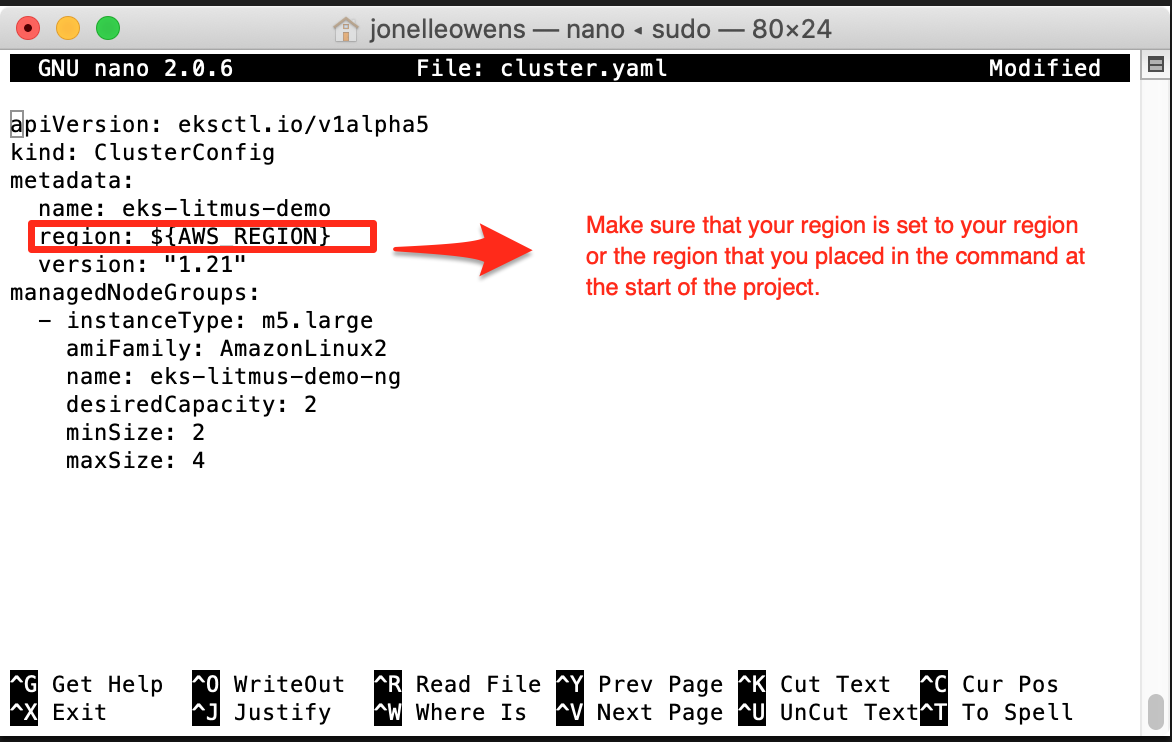 jonelleowens — nano ◂ sudo — 80×24
GNU nano 2.0.6 File: cluster.yaml Modified
apiVersion: eksctl.io/v1alpha5
kind: ClusterConfig
metadata:
  name: eks-litmus-demo
  region: ${AWS_REGION}
  version: "1.21"
managedNodeGroups:
  - instanceType: m5.large
    amiFamily: AmazonLinux2
    name: eks-litmus-demo-ng
    desiredCapacity: 2
    minSize: 2
    maxSize: 4
Make sure that your region is set to your region
or the region that you placed in the command at
the start of the project.
^G Get Help ^O WriteOut ^R Read File ^Y Prev Page ^K Cut Text ^C Cur Pos
^X Exit ^J Justify ^W Where Is ^V Next Page ^U UnCut Text ^T To Spell